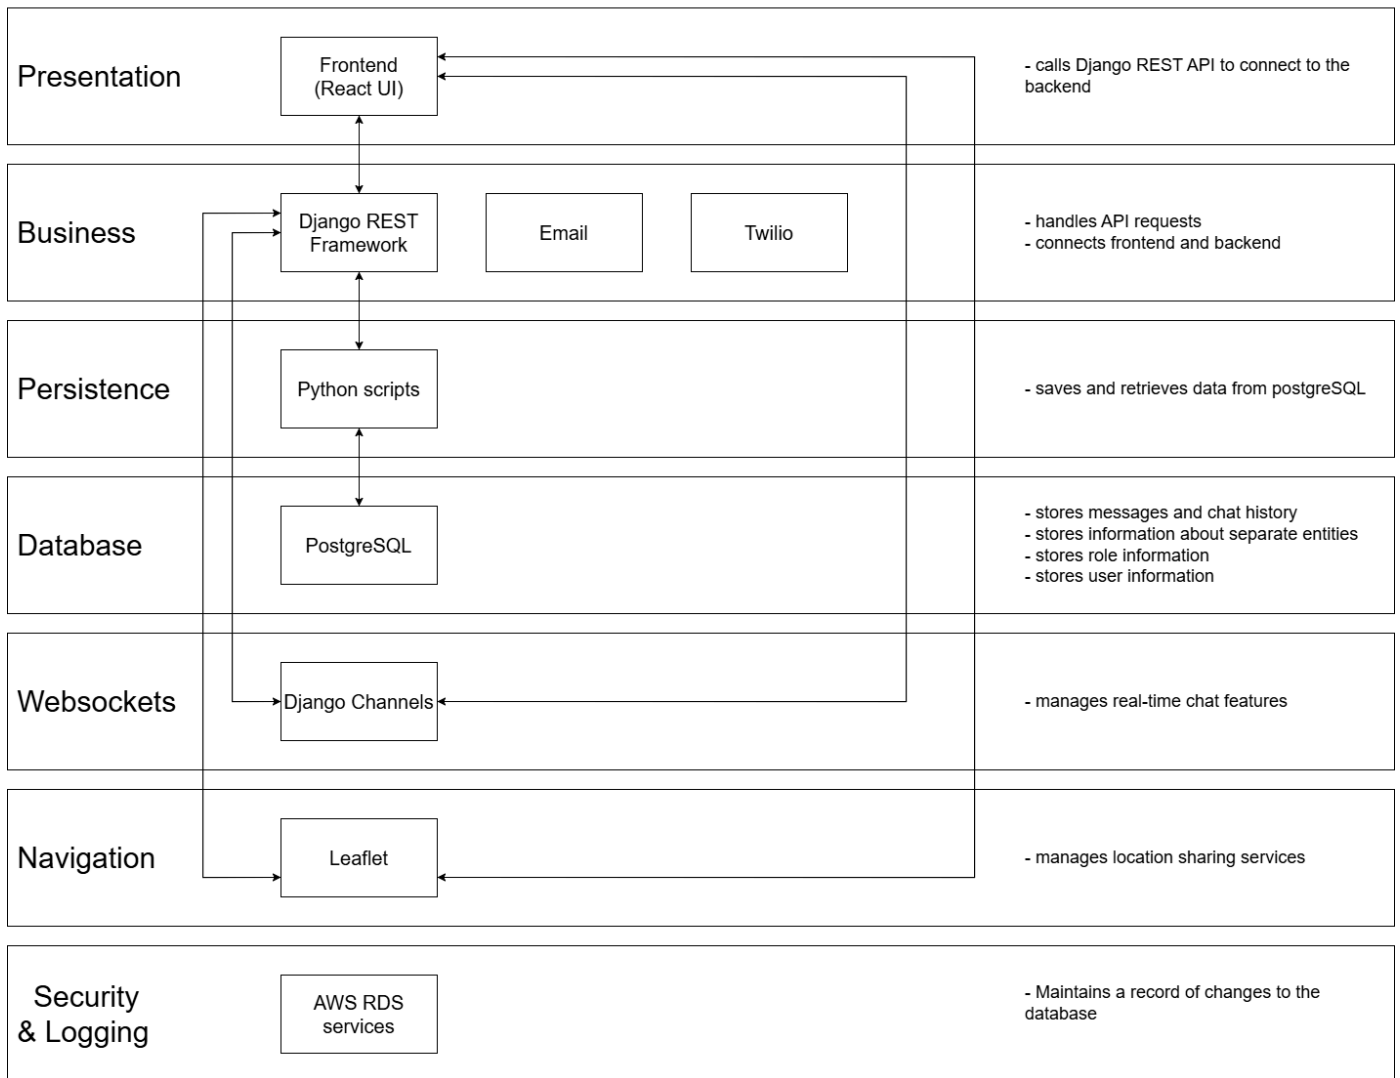 Presentation
Frontend
(React UI)
- calls Django REST API to connect to the
backend
Business
Django REST
Framework
Email
Twilio
- handles API requests
- connects frontend and backend
Persistence
Python scripts
- saves and retrieves data from postgreSQL
Database
PostgreSQL
- stores messages and chat history
- stores information about separate entities
- stores role information
- stores user information
Websockets
Django Channels
- manages real-time chat features
Navigation
Leaflet
- manages location sharing services
Security
& Logging
AWS RDS
services
- Maintains a record of changes to the
database